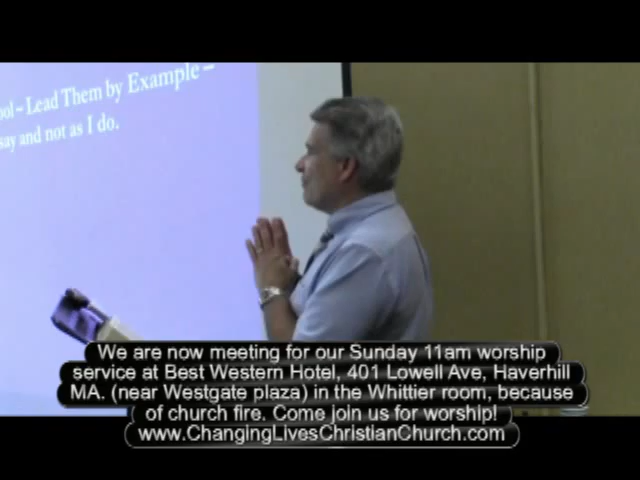 ool – Lead Them by Example –
say and not as I do.
We are now meeting for our Sunday 11am worship
service at Best Western Hotel, 401 Lowell Ave, Haverhill
MA. (near Westgate plaza) in the Whittier room, because
of church fire. Come join us for worship!
www.ChangingLivesChristianChurch.com